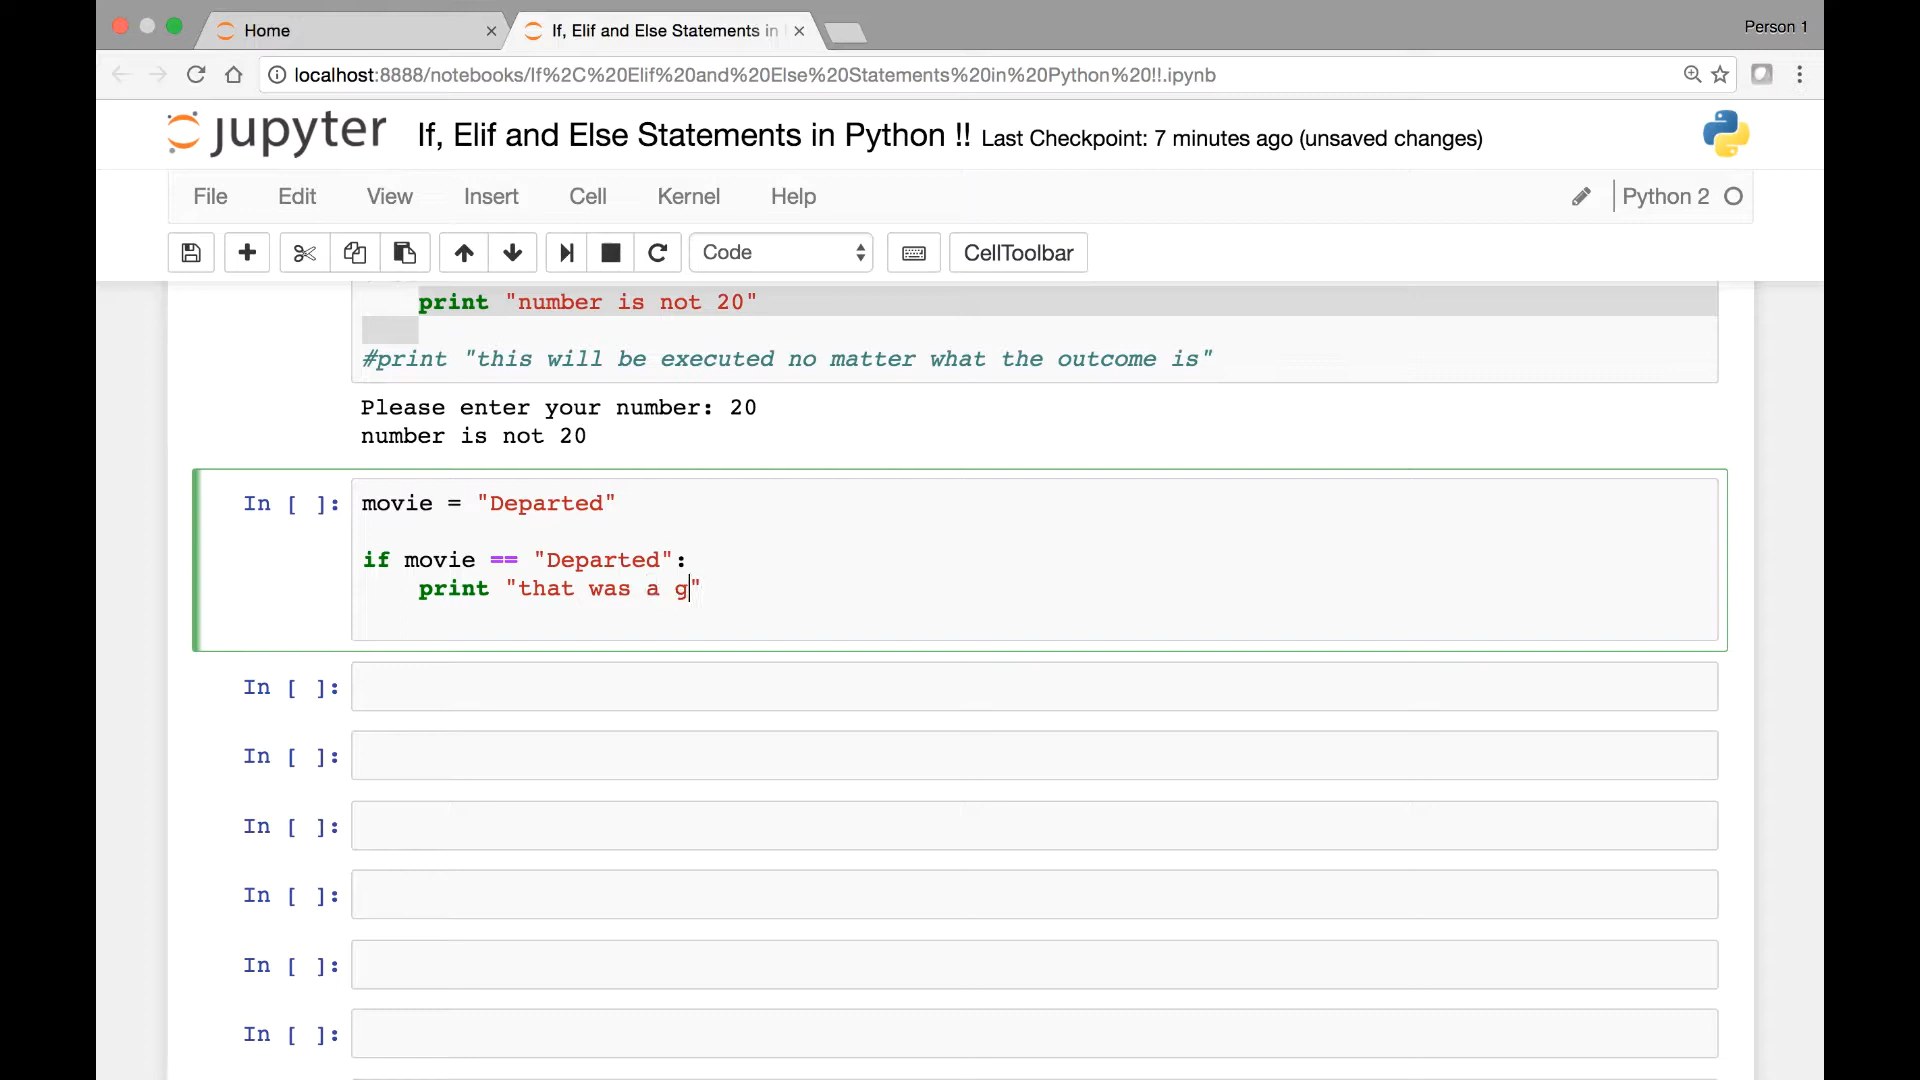 Home
If, Elif and Else Statements in
Person 1
localhost:8888/notebooks/If%2C%20Elif%20and%20Else%20Statements%20in%20Python%20!!.ipynb
jupyter If, Elif and Else Statements in Python !! Last Checkpoint: 7 minutes ago (unsaved changes)
File Edit View Insert Cell Kernel Help Python 2
Code CellToolbar
print "number is not 20"
#print "this will be executed no matter what the outcome is"
Please enter your number: 20
number is not 20
In [ ]: movie = "Departed"
if movie == "Departed":
print "that was a g"
In [ ]:
In [ ]:
In [ ]:
In [ ]:
In [ ]:
In [ ]: